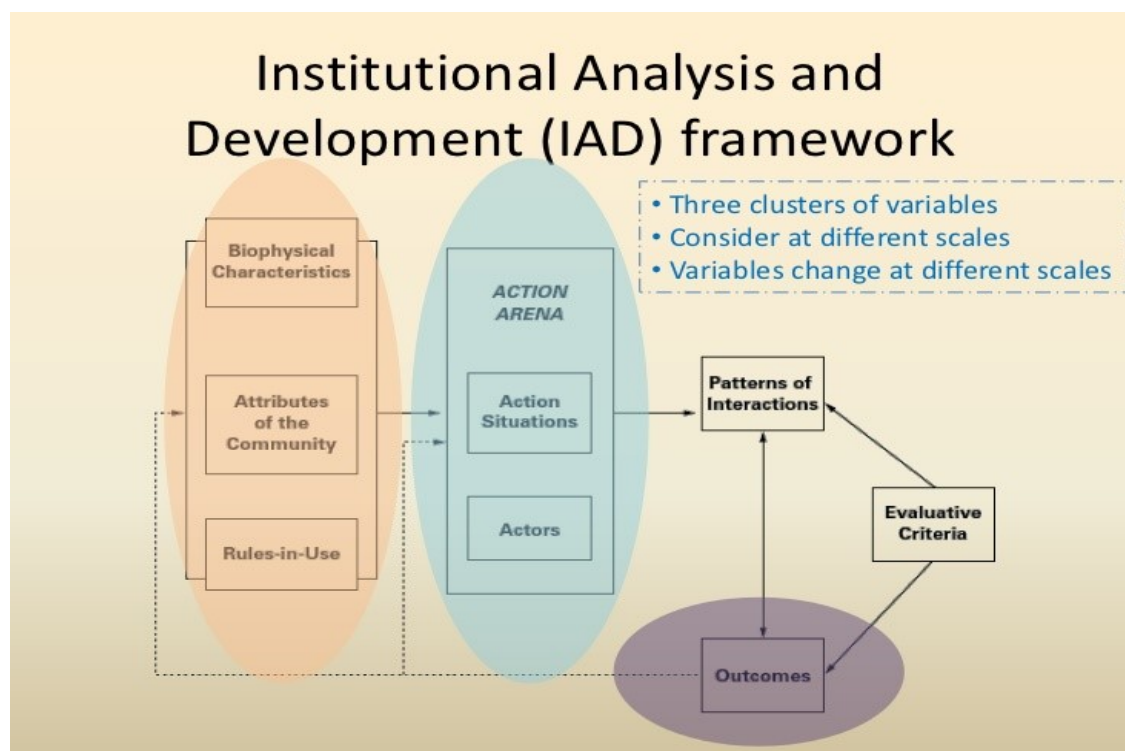 Institutional Analysis and
Development (IAD) framework
• Three clusters of variables
• Consider at different scales
• Variables change at different scales
Biophysical
Characteristics
Attributes
of the
Community
Rules-in-Use
ACTION
ARENA
Action
Situations
Actors
Patterns of
Interactions
Evaluative
Criteria
Outcomes